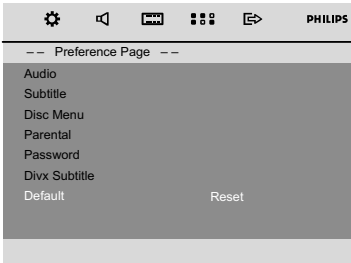 PHILIPS
-- Preference Page --
Audio
Subtitle
Disc Menu
Parental
Password
Divx Subtitle
Default Reset